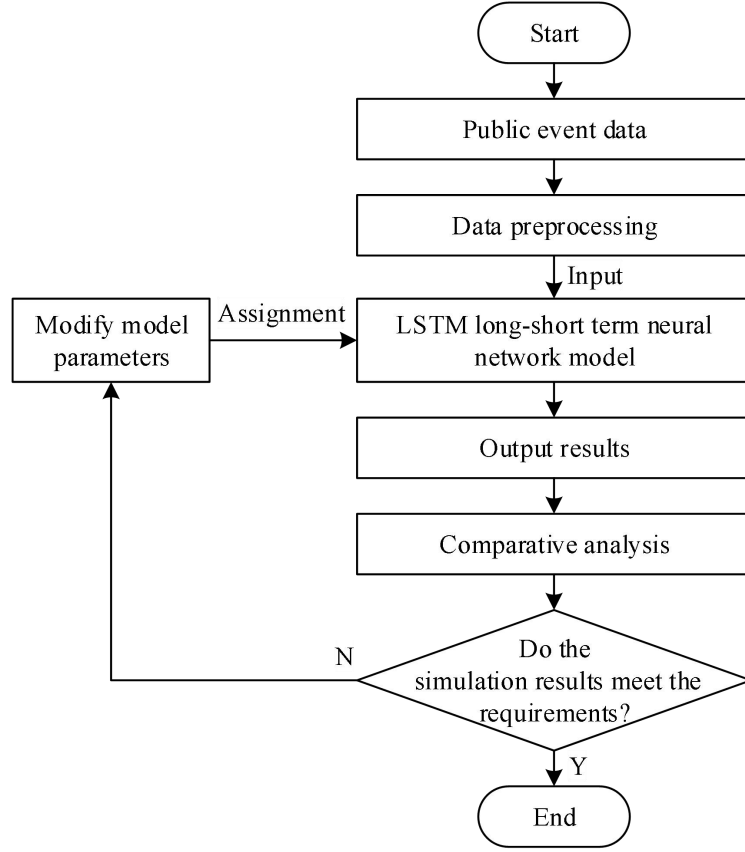 Start
Public event data
Data preprocessing
Input
Modify model
parameters
Assignment
LSTM long-short term neural
network model
Output results
Comparative analysis
Do the
simulation results meet the
requirements?
N
Y
End